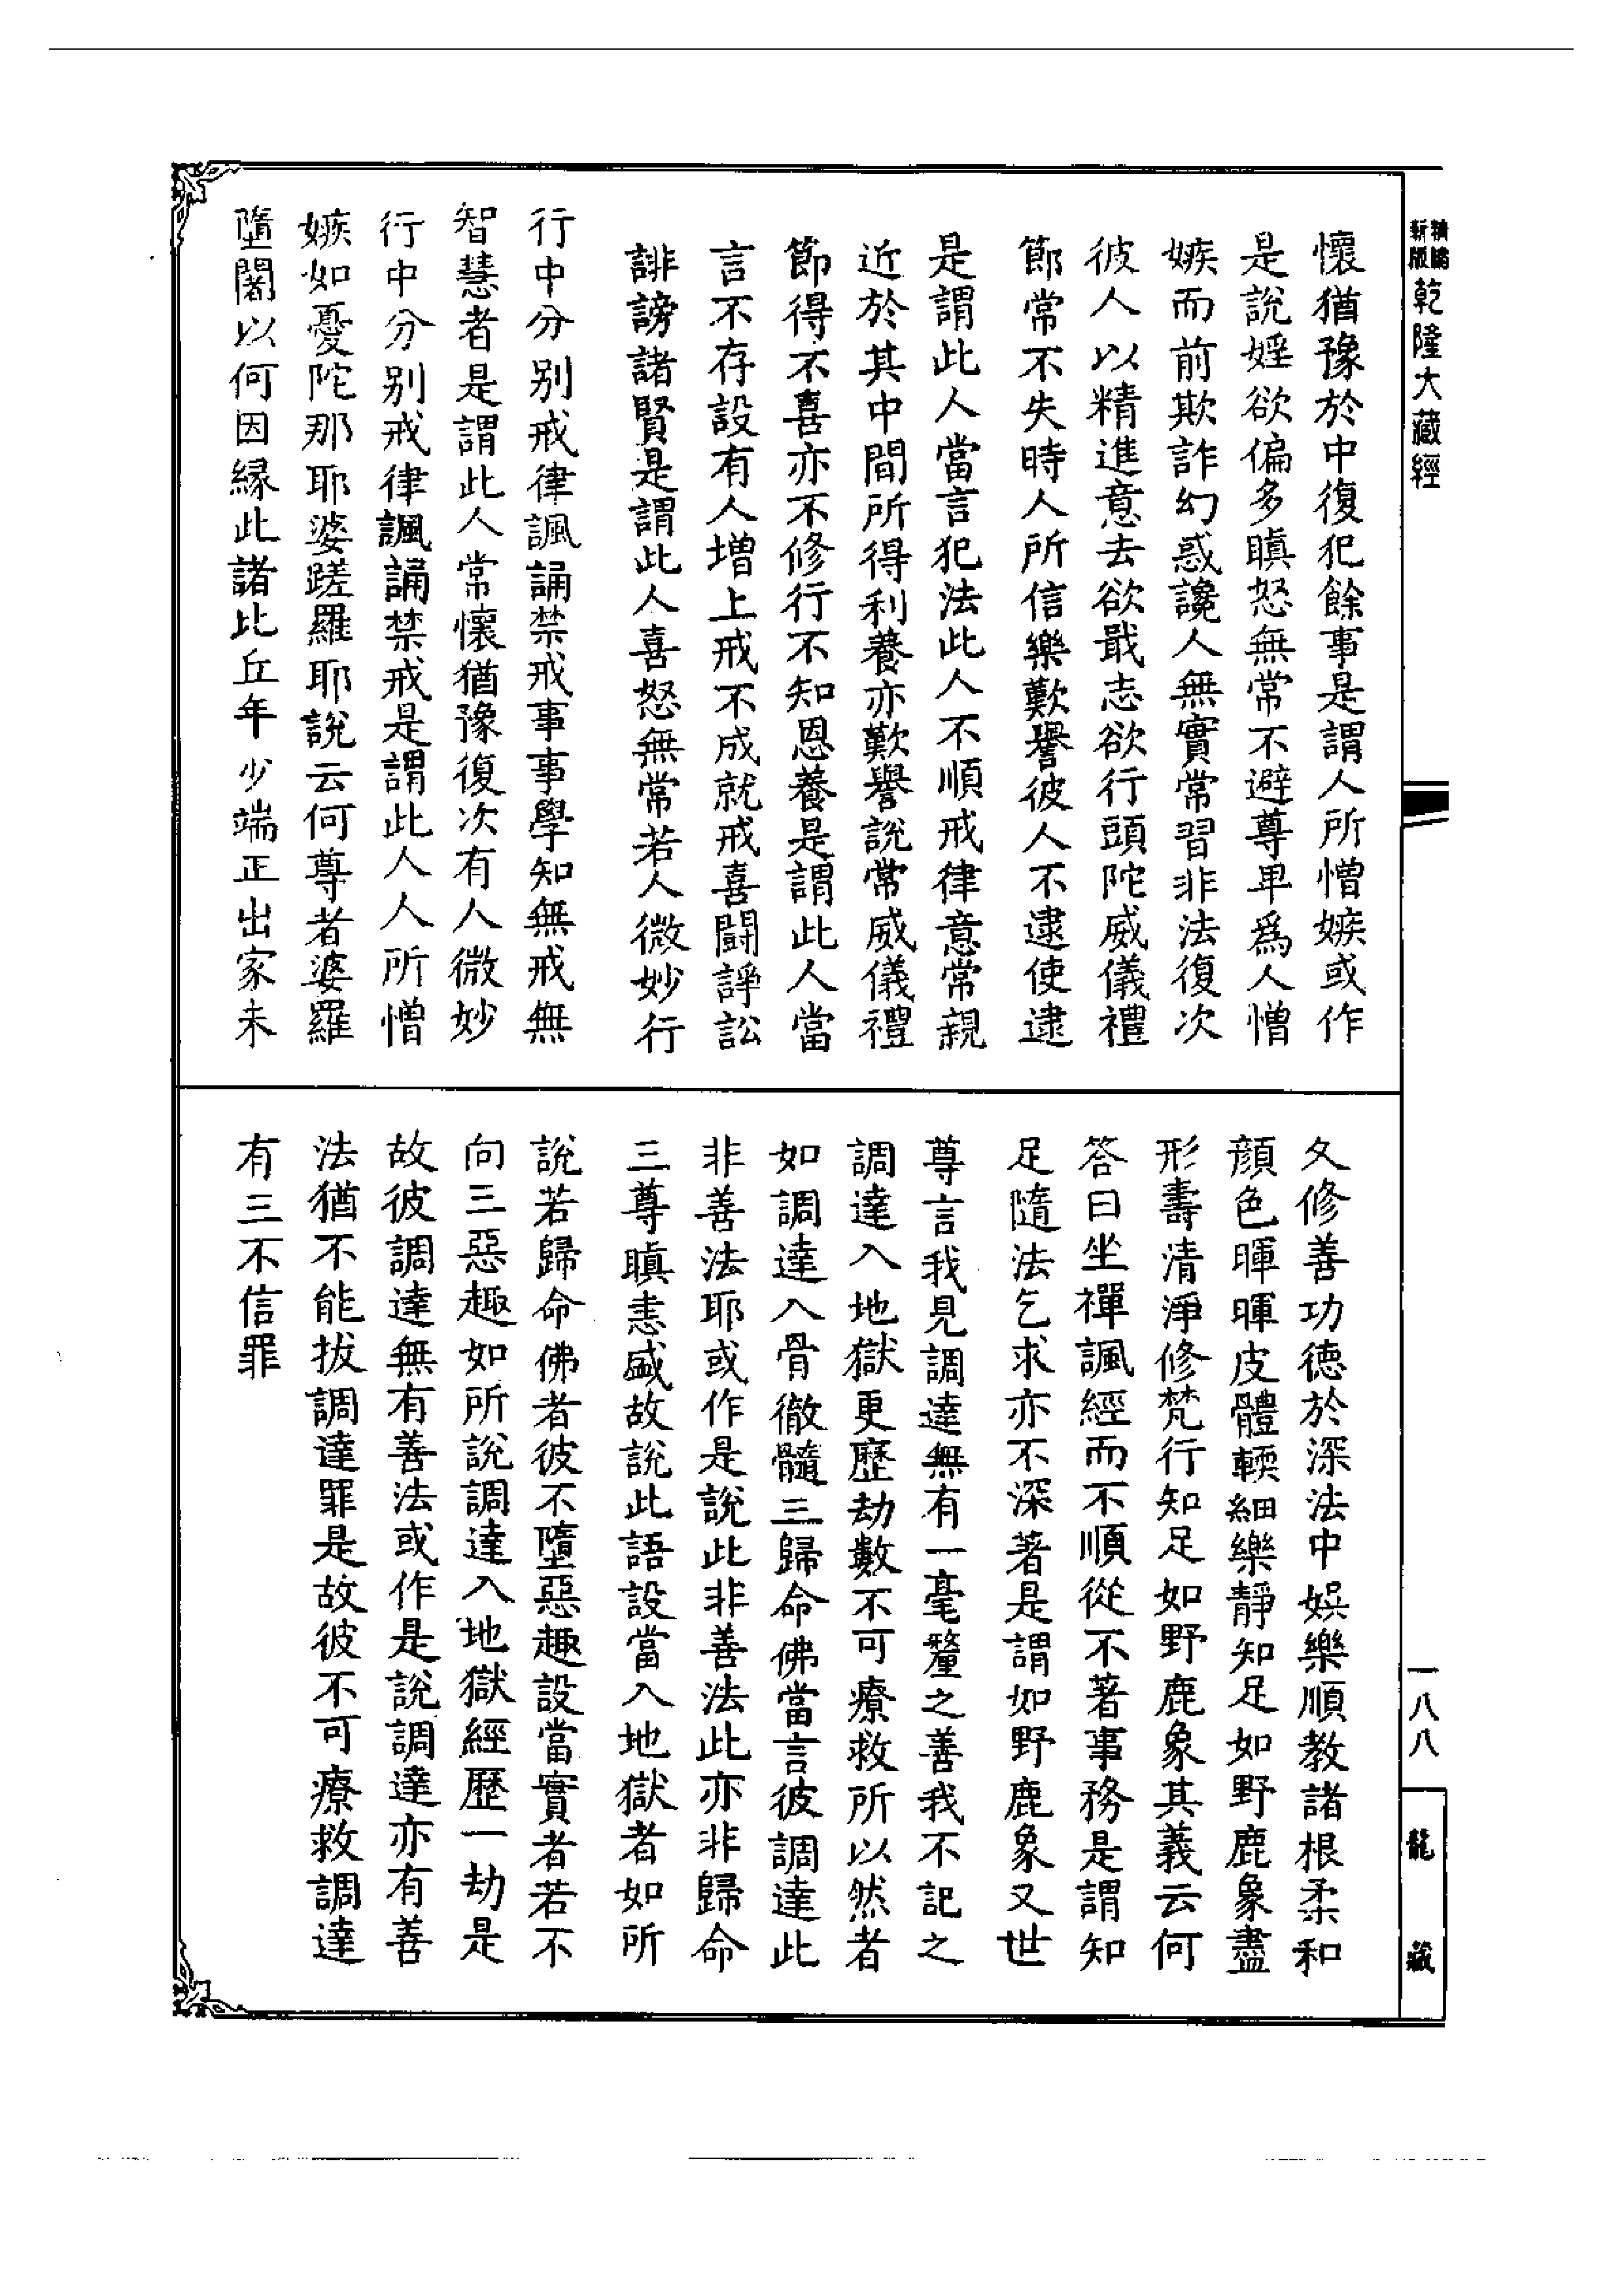 精編
新版
乾隆大藏經
懷猶豫於中復犯餘事是謂人所憎嫉或作
是說婬欲偏多瞋恚無常不避尊卑為人憎
嫉而前欺詐幻惑讒人無實常習非法復次
彼人以精進意去欲戢志欲行頭陀威儀禮
節常不失時人所信樂歎譽彼人不逮使逮
是謂此人當言犯法此人不順戒律意常親
近於其中間所得利養亦歎譽說常威儀禮
節得不喜亦不修行不知恩養是謂此人當
言不存設有人增上戒不成就戒喜鬪諍訟
誹謗諸賢是謂此人喜怒無常若人微妙行
行中分別戒律諷誦禁戒事事學知無戒無
智慧者是謂此人常懷猶豫復次有人微妙
行中分別戒律諷誦禁戒是謂此人人所憎
嫉如憂陀那耶婆蹉羅耶說云何尊者婆羅
墮闍以何因緣此諸比丘年少端正出家未
久修善功德於深法中娛樂順教諸根柔和
顏色暉暉皮體輭細樂靜知足如野鹿象盡
形壽清淨修梵行知足如野鹿象其義云何
答曰坐禪諷經而不順從不著事務是謂知
足隨法乞求亦不深著是謂如野鹿象又世
尊言我見調達無有一毫釐之善我不記之
調達入地獄更歷劫數不可療救所以然者
如調達入骨徹髓三歸命佛當言彼調達此
非善法耶或作是說此非善法此亦非歸命
三尊瞋恚盛故說此語設當入地獄者如所
說若歸命佛者彼不墮惡趣設當實者若不
向三惡趣如所說調達入地獄經歷一劫是
故彼調達無有善法或作是說調達亦有善
法猶不能拔調達罪是故彼不可療救調達
有三不信罪
一八八
龍藏